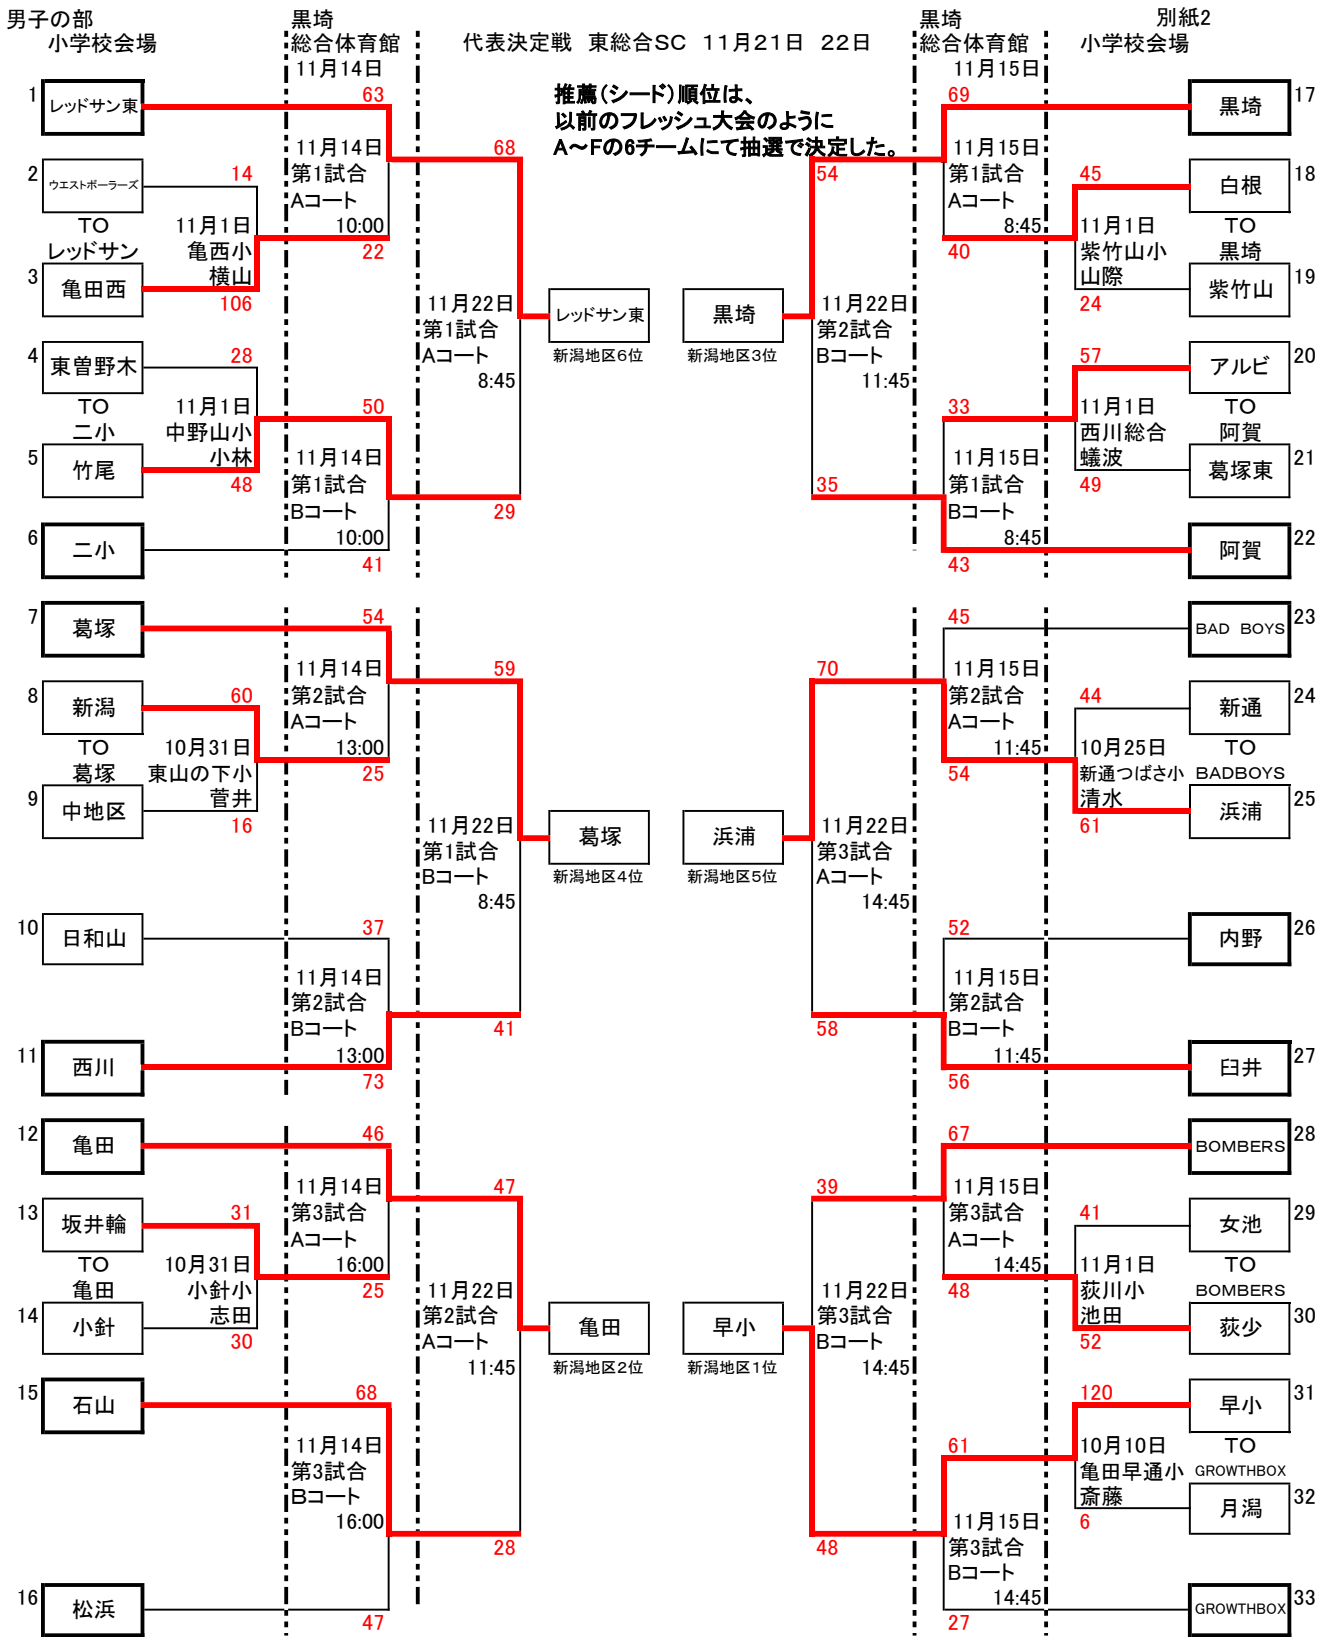 男子の部
小学校会場
黒埼
総合体育館
代表決定戦 東総合SC 11月21日 22日
黒埼
総合体育館
別紙2
小学校会場
11月14日
11月15日
推薦(シード)順位は、
以前のフレッシュ大会のように
A～Fの6チームにて抽選で決定した。
1
レッドサン東
63
2
ウエストボーラーズ
14
TO
レッドサン
11月1日
亀西小
横山
3
亀田西
106
11月14日
第1試合
Aコート
10:00
22
68
4
東曽野木
28
TO
二小
11月1日
中野山小
小林
5
竹尾
48
50
11月14日
第1試合
Bコート
10:00
6
二小
41
29
11月22日
第1試合
Aコート
8:45
レッドサン東
新潟地区6位
7
葛塚
54
8
新潟
60
TO
葛塚
10月31日
東山の下小
菅井
9
中地区
16
11月14日
第2試合
Aコート
13:00
25
59
10
日和山
37
11月14日
第2試合
Bコート
13:00
11
西川
73
41
11月22日
第1試合
Bコート
8:45
葛塚
新潟地区4位
12
亀田
46
13
坂井輪
31
TO
亀田
10月31日
小針小
志田
14
小針
30
11月14日
第3試合
Aコート
16:00
25
47
15
石山
68
11月14日
第3試合
Bコート
16:00
16
松浜
47
28
11月22日
第2試合
Aコート
11:45
亀田
新潟地区2位
69
黒埼
17
54
11月15日
第1試合
Aコート
8:45
40
45
白根
18
11月1日
紫竹山小
山際
TO
黒埼
24
紫竹山
19
黒埼
新潟地区3位
11月22日
第2試合
Bコート
11:45
57
アルビ
20
33
11月1日
西川総合
蟻波
TO
阿賀
49
葛塚東
21
35
11月15日
第1試合
Bコート
8:45
43
阿賀
22
45
BAD BOYS
23
70
11月15日
第2試合
Aコート
11:45
54
44
新通
24
10月25日
新通つばさ小
清水
TO
BADBOYS
61
浜浦
25
浜浦
新潟地区5位
11月22日
第3試合
Aコート
14:45
52
内野
26
11月15日
第2試合
Bコート
11:45
58
56
臼井
27
67
BOMBERS
28
39
11月15日
第3試合
Aコート
14:45
48
41
女池
29
11月1日
荻川小
池田
TO
BOMBERS
52
荻少
30
早小
新潟地区1位
11月22日
第3試合
Bコート
14:45
120
早小
31
61
10月10日
亀田早通小
斎藤
TO
GROWTHBOX
6
月潟
32
48
11月15日
第3試合
Bコート
14:45
27
GROWTHBOX
33